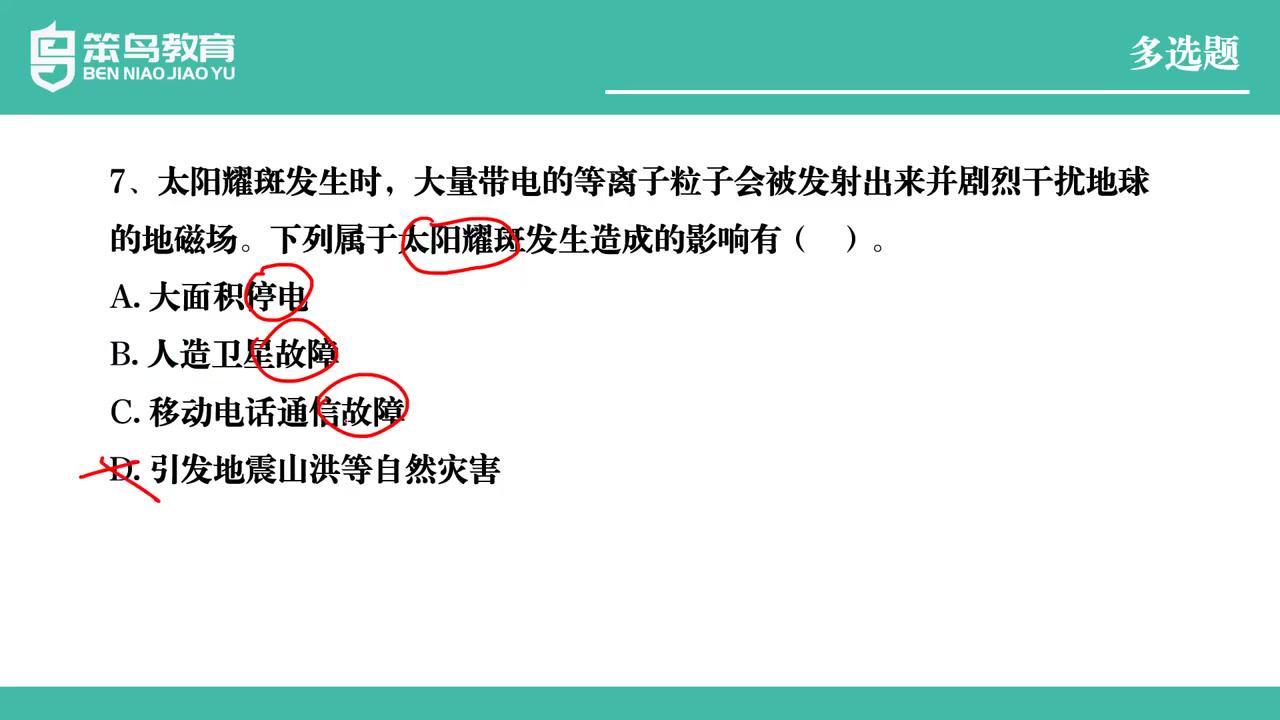 笨鸟教育
BEN NIAO JIAO YU
多选题
7、太阳耀斑发生时，大量带电的等离子粒子会被发射出来并剧烈干扰地球
的地磁场。下列属于太阳耀斑发生造成的影响有（ ）。
A. 大面积停电
B. 人造卫星故障
C. 移动电话通信故障
D. 引发地震山洪等自然灾害